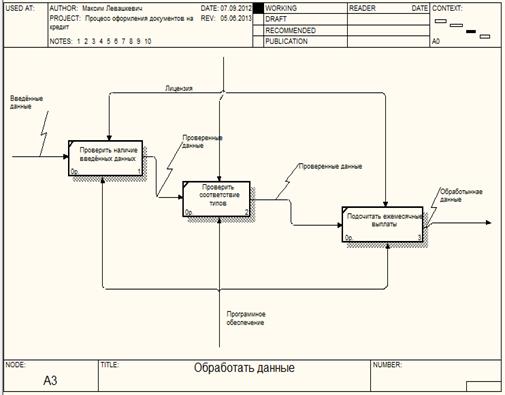 USED AT:
AUTHOR: Максим Левашкевич
DATE: 07.09.2012
PROJECT: Процесс оформления документов на кредит
REV: 05.06.2013
NOTES: 1 2 3 4 5 6 7 8 9 10
WORKING
DRAFT
RECOMMENDED
PUBLICATION
READER
DATE
CONTEXT:
A0
Лицензия
Введённые
данные
Проверить наличие
введённых данных
0р.
1
Проверенные
данные
Проверить
соответствие
типов
0р.
2
Проверенные данные
Подочитать ежемесячные
выплаты
0р.
3
Обработыннае
данные
Программное
обеспечение
NODE:
A3
TITLE:
Обработать данные
NUMBER: